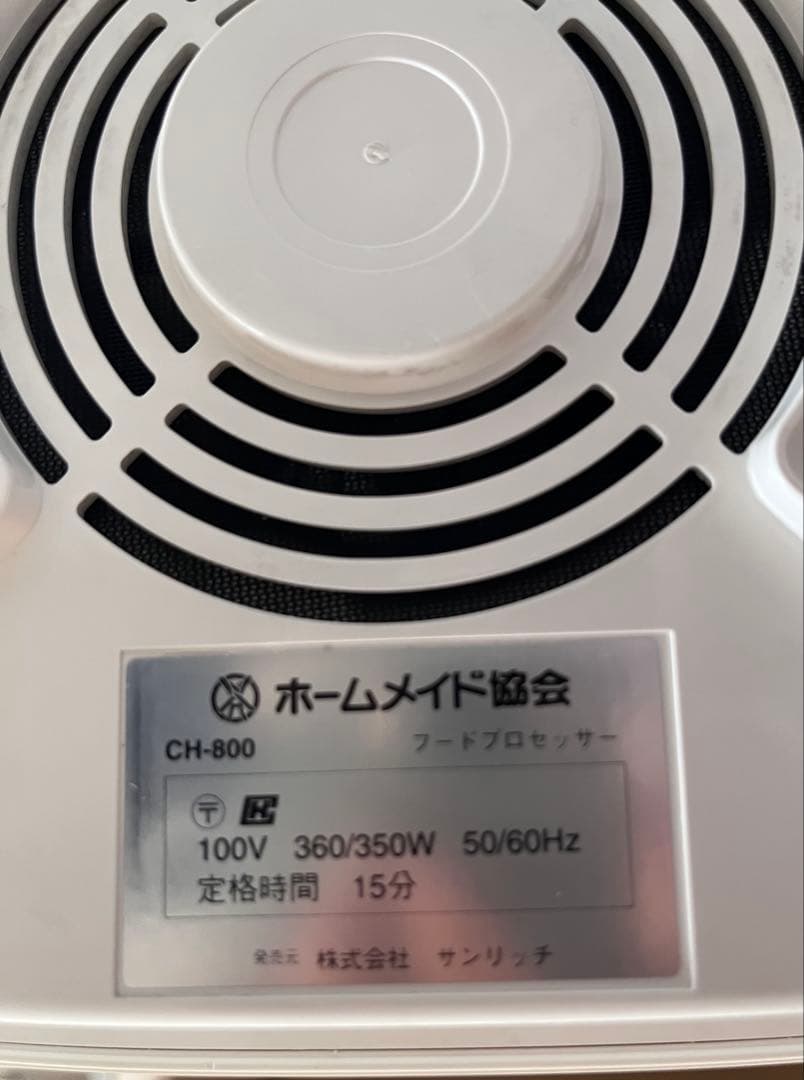 ホームメイド協会
CH-800 フードプロセッサー
〒
100V 360/350W 50/60Hz
定格時間 15分
発売元 株式会社 サンリッチ